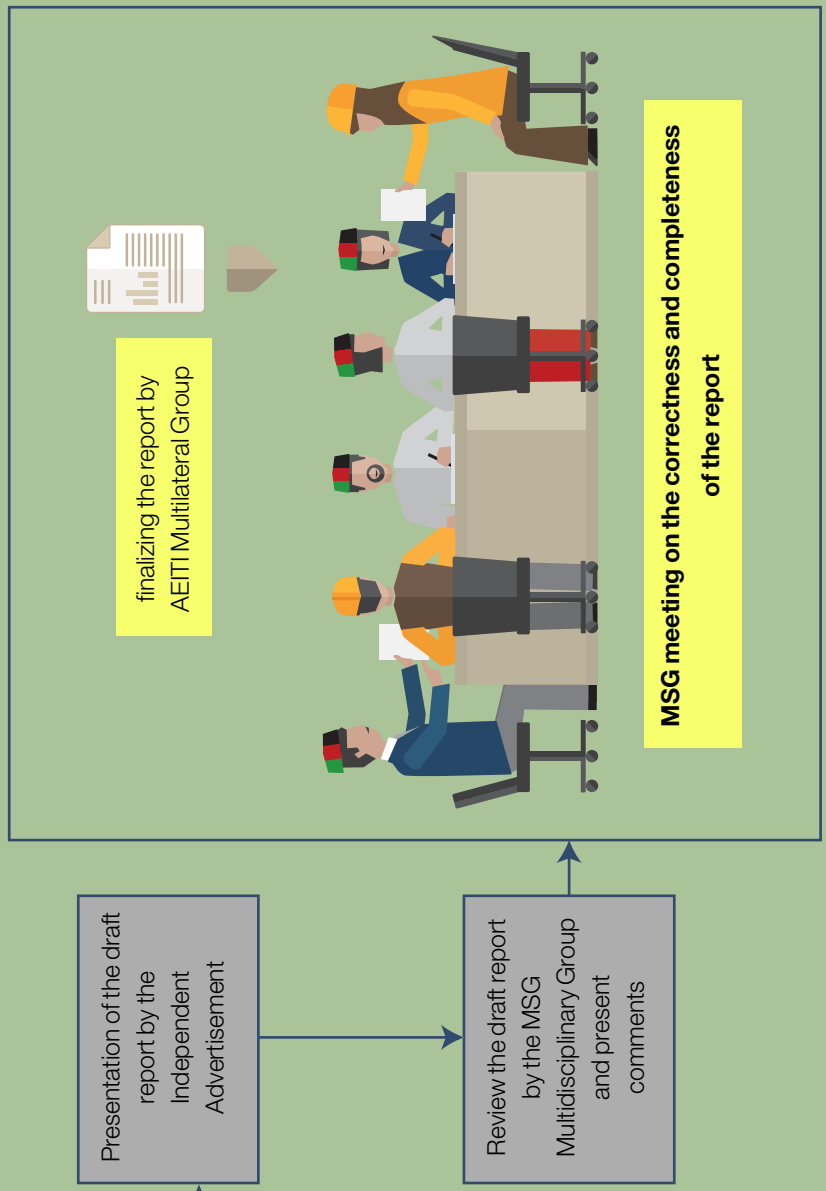 Presentation of the draft
report by the
Independent
Advertisement
Review the draft report
by the MSG
Multidisciplinary Group
and present
comments
finalizing the report by
AEITI Multilateral Group
MSG meeting on the correctness and completeness
of the report